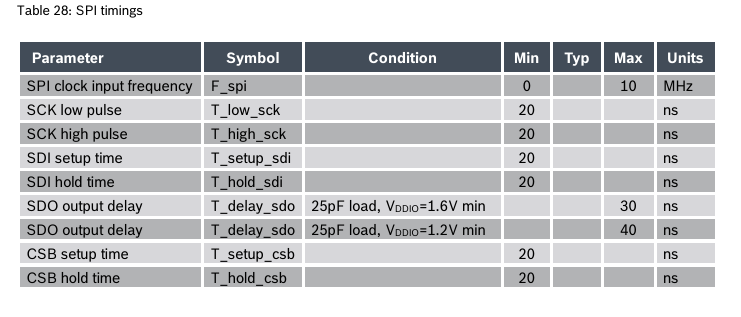 Table 28: SPI timings
Parameter Symbol Condition Min Typ Max Units
SPI clock input frequency F_spi 0 10 MHz
SCK low pulse T_low_sck 20 ns
SCK high pulse T_high_sck 20 ns
SDI setup time T_setup_sdi 20 ns
SDI hold time T_hold_sdi 20 ns
SDO output delay T_delay_sdo 25pF load, VDDIO=1.6V min 30 ns
SDO output delay T_delay_sdo 25pF load, VDDIO=1.2V min 40 ns
CSB setup time T_setup_csb 20 ns
CSB hold time T_hold_csb 20 ns